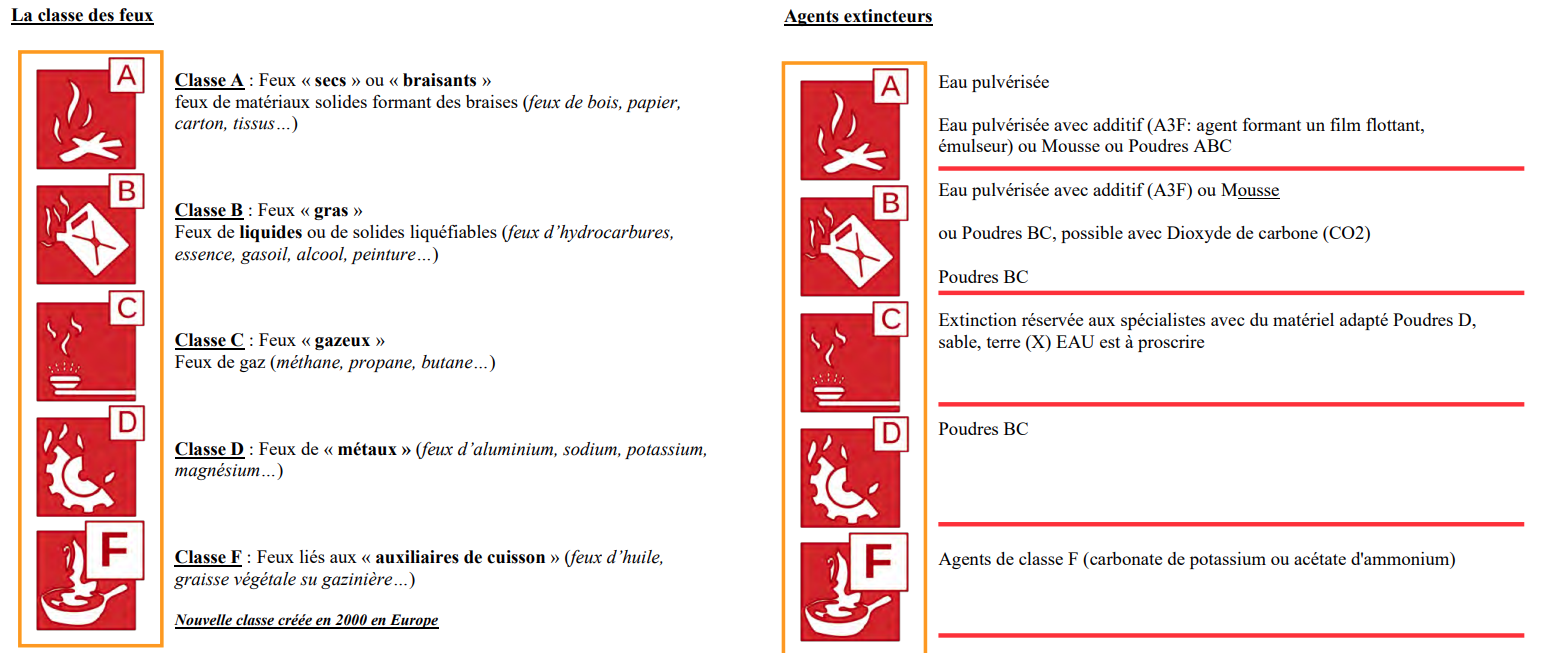 La classe des feux
A
Classe A : Feux « secs » ou « braisants »
feux de matériaux solides formant des braises (feux de bois, papier,
carton, tissus…)
B
Classe B : Feux « gras »
Feux de liquides ou de solides liquéfiables (feux d’hydrocarbures,
essence, gasoil, alcool, peinture…)
C
Classe C : Feux « gazeux »
Feux de gaz (méthane, propane, butane…)
D
Classe D : Feux de « métaux » (feux d’aluminium, sodium, potassium,
magnésium…)
F
Classe F : Feux liés aux « auxiliaires de cuisson » (feux d’huile,
graisse végétale su gazinière…)
Nouvelle classe créée en 2000 en Europe
Agents extincteurs
A
Eau pulvérisée
Eau pulvérisée avec additif (A3F: agent formant un film flottant,
émulseur) ou Mousse ou Poudres ABC
B
Eau pulvérisée avec additif (A3F) ou Mousse
ou Poudres BC, possible avec Dioxyde de carbone (CO2)
Poudres BC
C
Extinction réservée aux spécialistes avec du matériel adapté Poudres D,
sable, terre (X) EAU est à proscrire
D
Poudres BC
F
Agents de classe F (carbonate de potassium ou acétate d'ammonium)